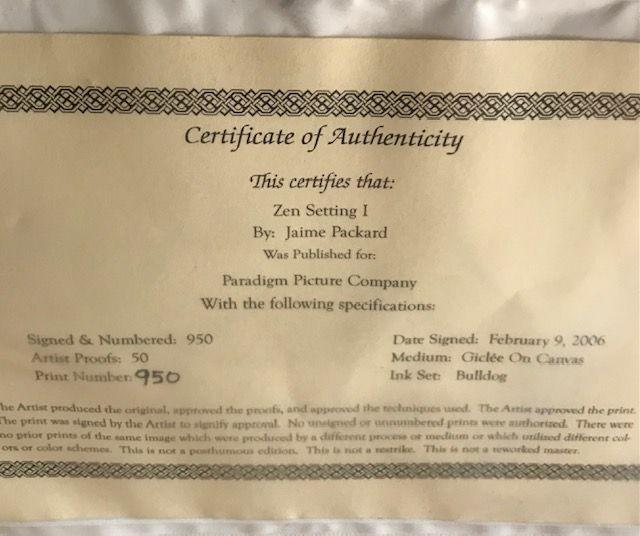 Certificate of Authenticity
This certifies that:
Zen Setting I
By: Jaime Packard
Was Published for:
Paradigm Picture Company
With the following specifications:
Signed & Numbered: 950
Artist Proofs: 50
Print Number: 950
Date Signed: February 9, 2006
Medium: Giclée On Canvas
Ink Set: Bulldog
he Artist produced the original, approved the proofs, and approved the techniques used. The Artist approved the print.
The print was signed by the Artist to signify approval. No unsigned or unnumbered prints were authorized. There were
no prior prints of the same image which were produced by a different process or medium or which utilized different col-
ors or color schemes. This is not a posthumous edition. This is not a restrike. This is not a reworked master.